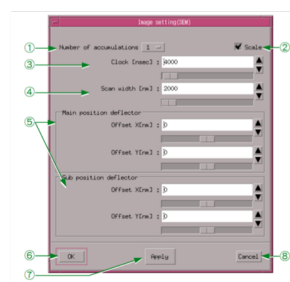 Image setting(SEM)
① Number of accumulations 1 Scale ②
③ Clock [nsec] : 4000
④ Scan width [nm] : 2000
⑤ Main position deflector
Offset X[nm] : 0
Offset Y[nm] : 0
Sub position deflector
Offset X[nm] : 0
Offset Y[nm] : 0
⑥ OK Apply Cancel ⑧
⑦